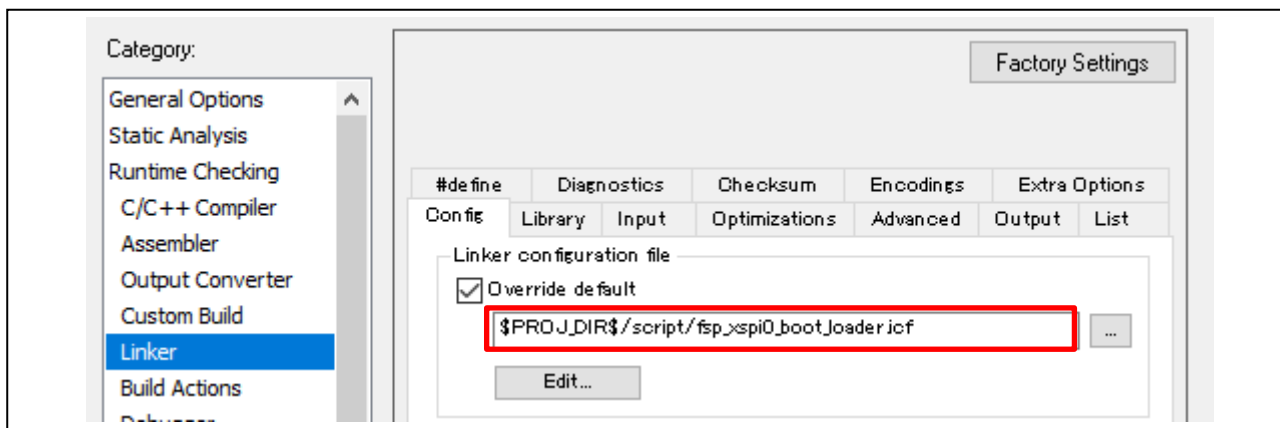 Category:
Factory Settings
General Options
Static Analysis
Runtime Checking
C/C++ Compiler
Assembler
Output Converter
Custom Build
Linker
Build Actions
Debugger
#define Diagnostics Checksum Encodings Extra Options
Config Library Input Optimizations Advanced Output List
Linker configuration file
Override default
$PROJ_DIR$/script/fsp_xspi0_boot_loader.icf
...
Edit...